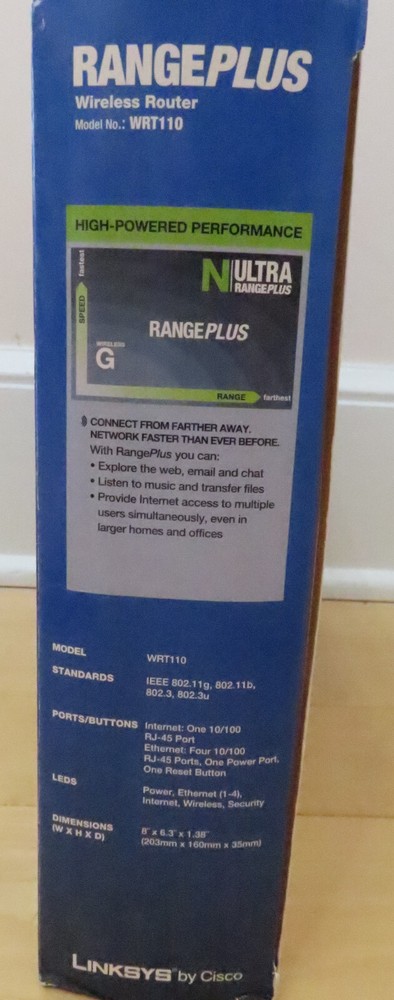 RANGEPLUS
Wireless Router
Model No.: WRT110
HIGH-POWERED PERFORMANCE
fastest
SPEED
N ULTRA
RANGEPLUS
RANGEPLUS
WIRELESS
G
RANGE
farthest
CONNECT FROM FARTHER AWAY.
NETWORK FASTER THAN EVER BEFORE.
With RangePlus you can:
• Explore the web, email and chat
• Listen to music and transfer files
• Provide Internet access to multiple
users simultaneously, even in
larger homes and offices
MODEL WRT110
STANDARDS IEEE 802.11g, 802.11b,
802.3, 802.3u
PORTS/BUTTONS Internet: One 10/100
RJ-45 Port
Ethernet: Four 10/100
RJ-45 Ports, One Power Port,
One Reset Button
LEDS Power, Ethernet (1-4),
Internet, Wireless, Security
DIMENSIONS 8" x 6.3" x 1.38"
(W X H X D) (203mm x 160mm x 35mm)
LINKSYS by Cisco